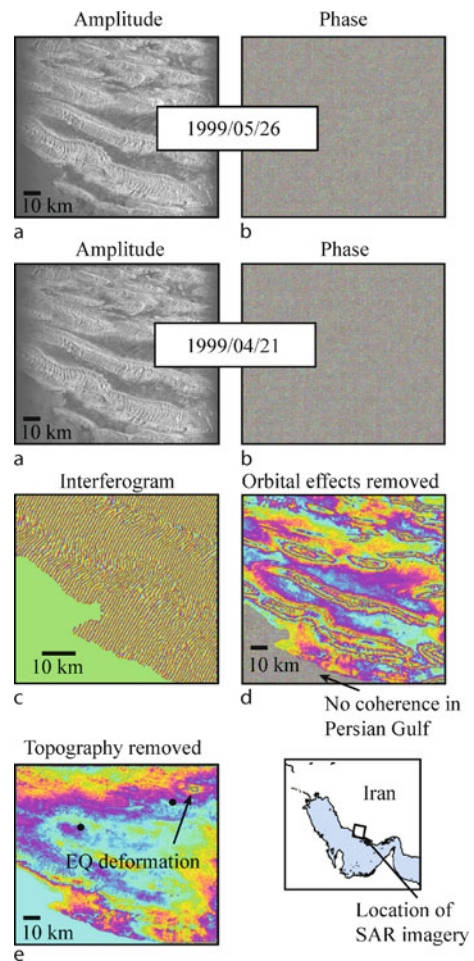 Amplitude Phase
1999/05/26
10 km
a b
Amplitude Phase
1999/04/21
10 km
a b
Interferogram Orbital effects removed
10 km 10 km
c d
No coherence in
Persian Gulf
Topography removed
EQ deformation
10 km
e
Iran
Location of
SAR imagery